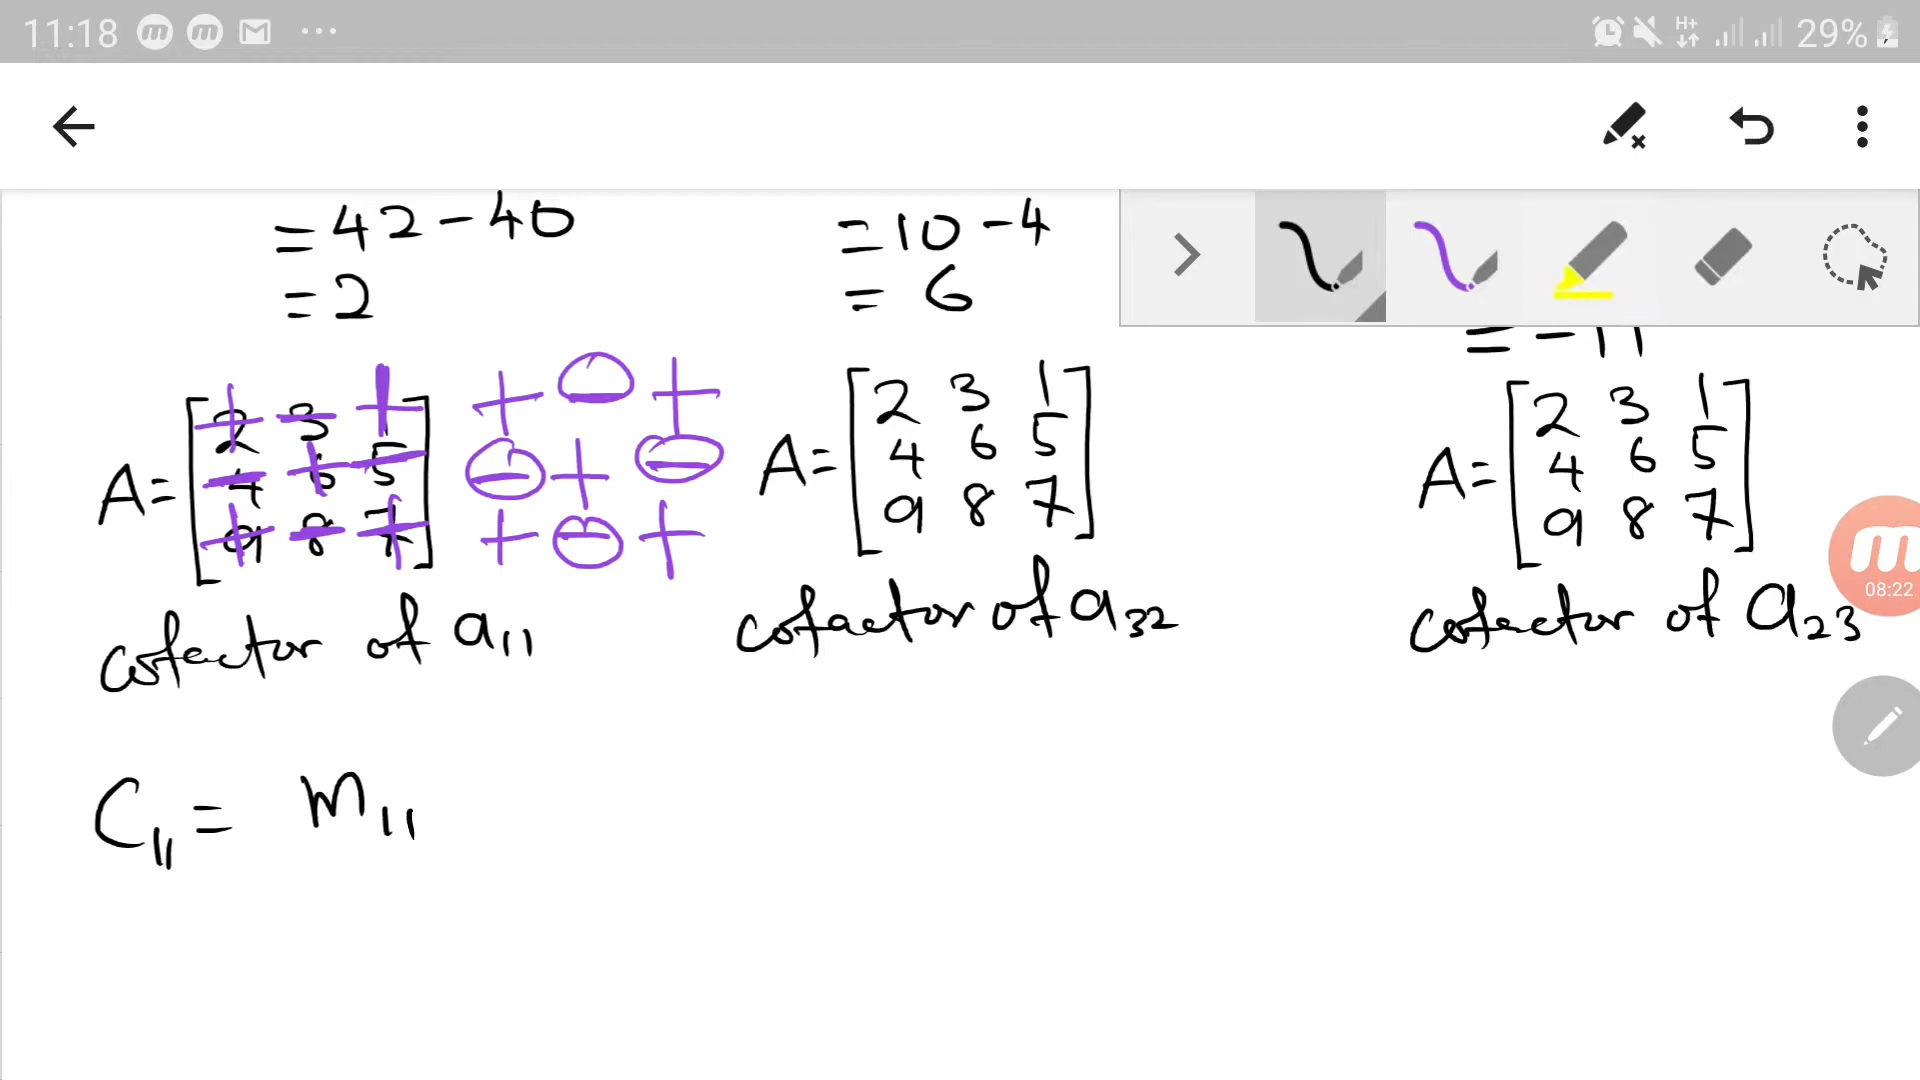 11:18 29%
= 42 - 40 = 10 - 4
= 2 = 6 = -11
A = [2 3 1 + - + A = [2 3 1] A = [2 3 1]
4 6 5 - + - 4 6 5 4 6 5
9 8 7] + - + 9 8 7 9 8 7
cofactor of a11 cofactor of a32 cofactor of a23
08:22
C11 = M11